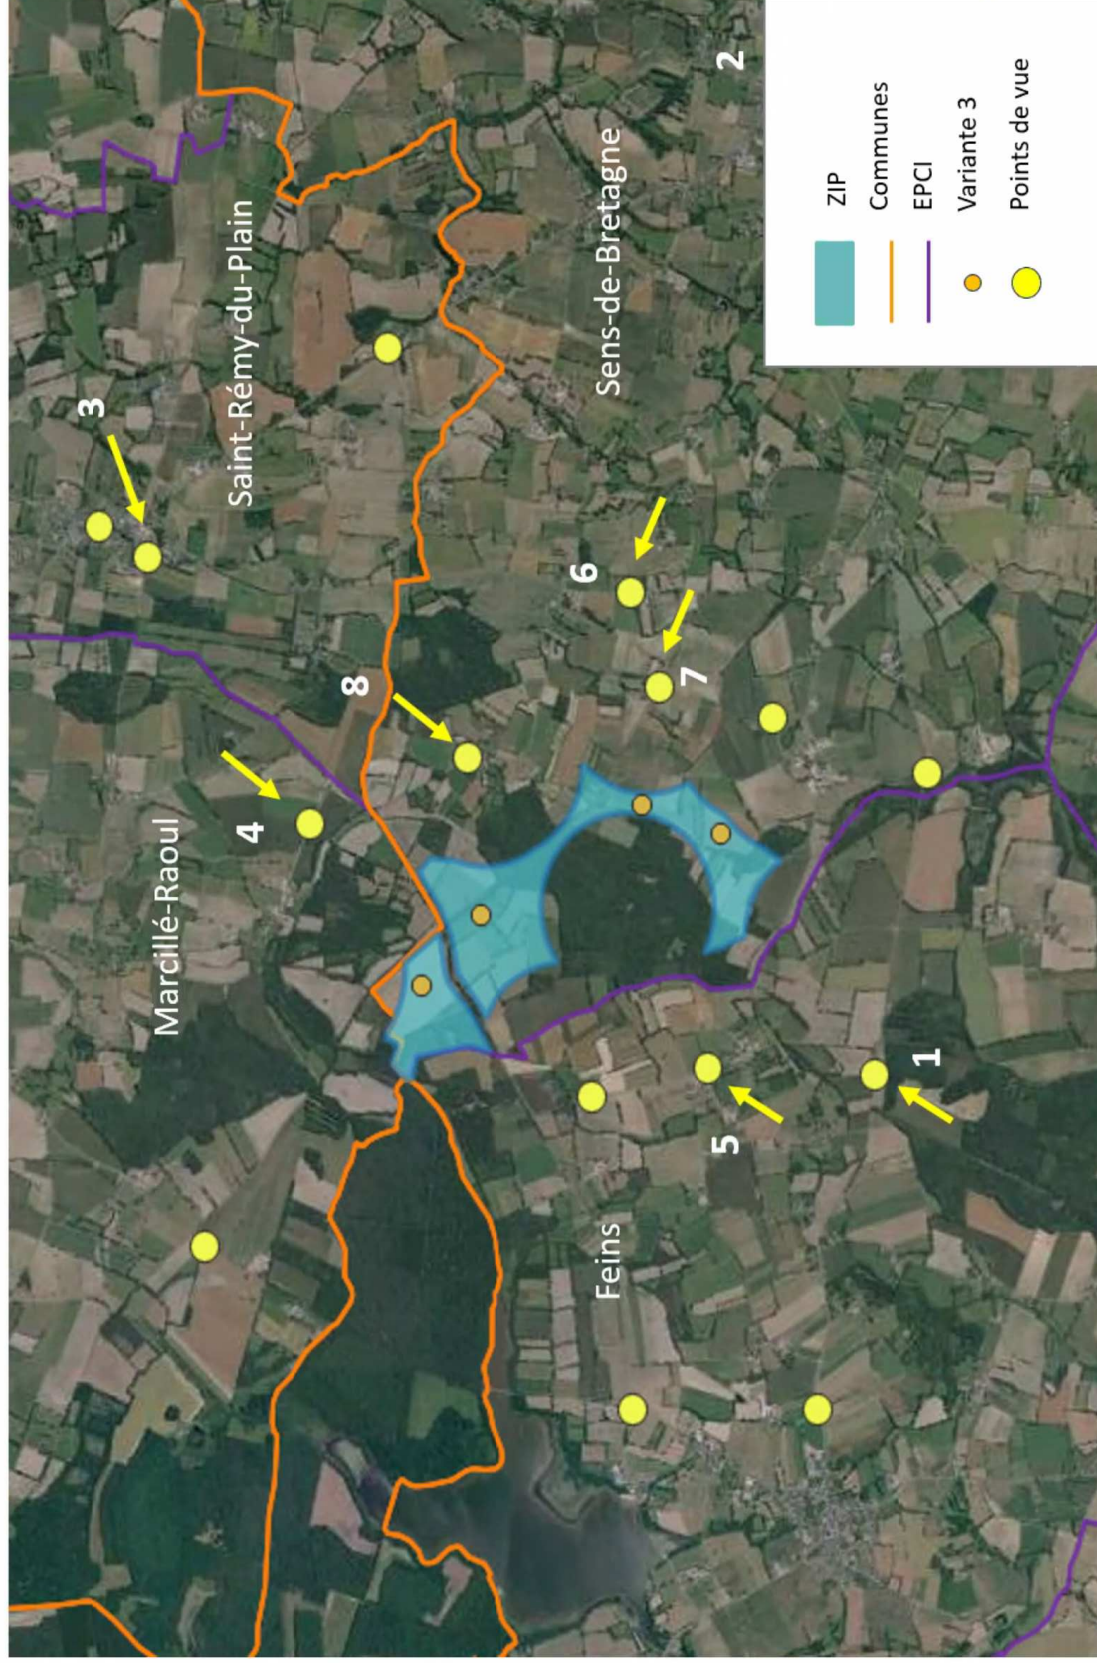 Marcillé-Raoul
Saint-Rémy-du-Plain
Sens-de-Bretagne
Feins
3
4
8
6
7
5
1
2
ZIP
Communes
EPCI
Variante 3
Points de vue